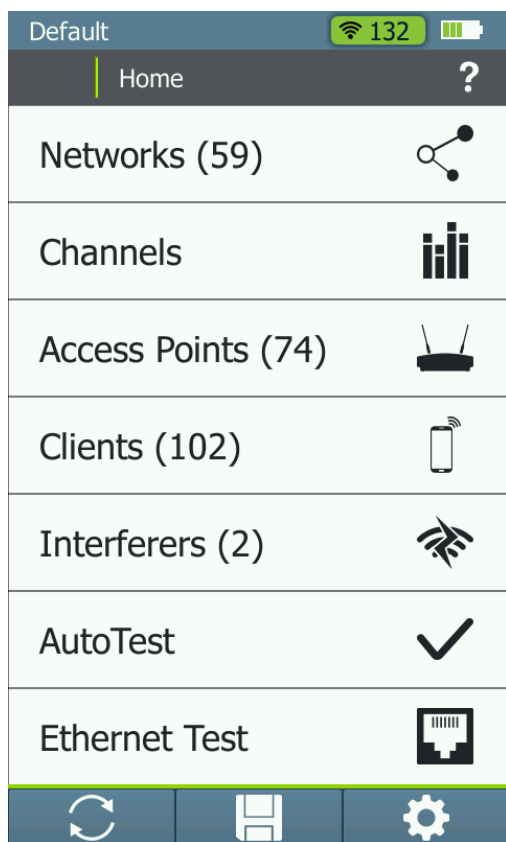 Default
132
Home
?
Networks (59)
Channels
Access Points (74)
Clients (102)
Interferers (2)
AutoTest
Ethernet Test